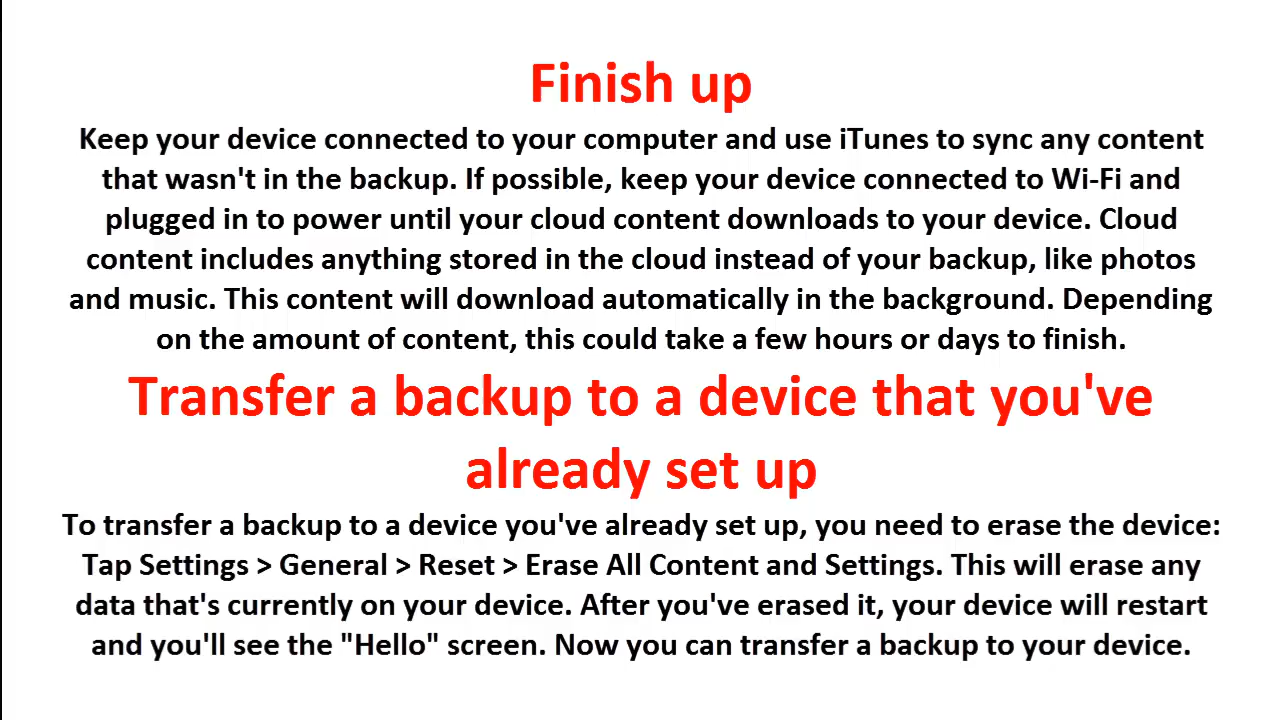 Finish up
Keep your device connected to your computer and use iTunes to sync any content
that wasn't in the backup. If possible, keep your device connected to Wi-Fi and
plugged in to power until your cloud content downloads to your device. Cloud
content includes anything stored in the cloud instead of your backup, like photos
and music. This content will download automatically in the background. Depending
on the amount of content, this could take a few hours or days to finish.
Transfer a backup to a device that you've
already set up
To transfer a backup to a device you've already set up, you need to erase the device:
Tap Settings > General > Reset > Erase All Content and Settings. This will erase any
data that's currently on your device. After you've erased it, your device will restart
and you'll see the "Hello" screen. Now you can transfer a backup to your device.